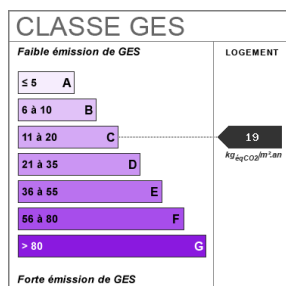 CLASSE GES
Faible émission de GES
LOGEMENT
≤ 5 A
6 à 10 B
11 à 20 C
19
kgéqCO2/m².an
21 à 35 D
36 à 55 E
56 à 80 F
> 80 G
Forte émission de GES